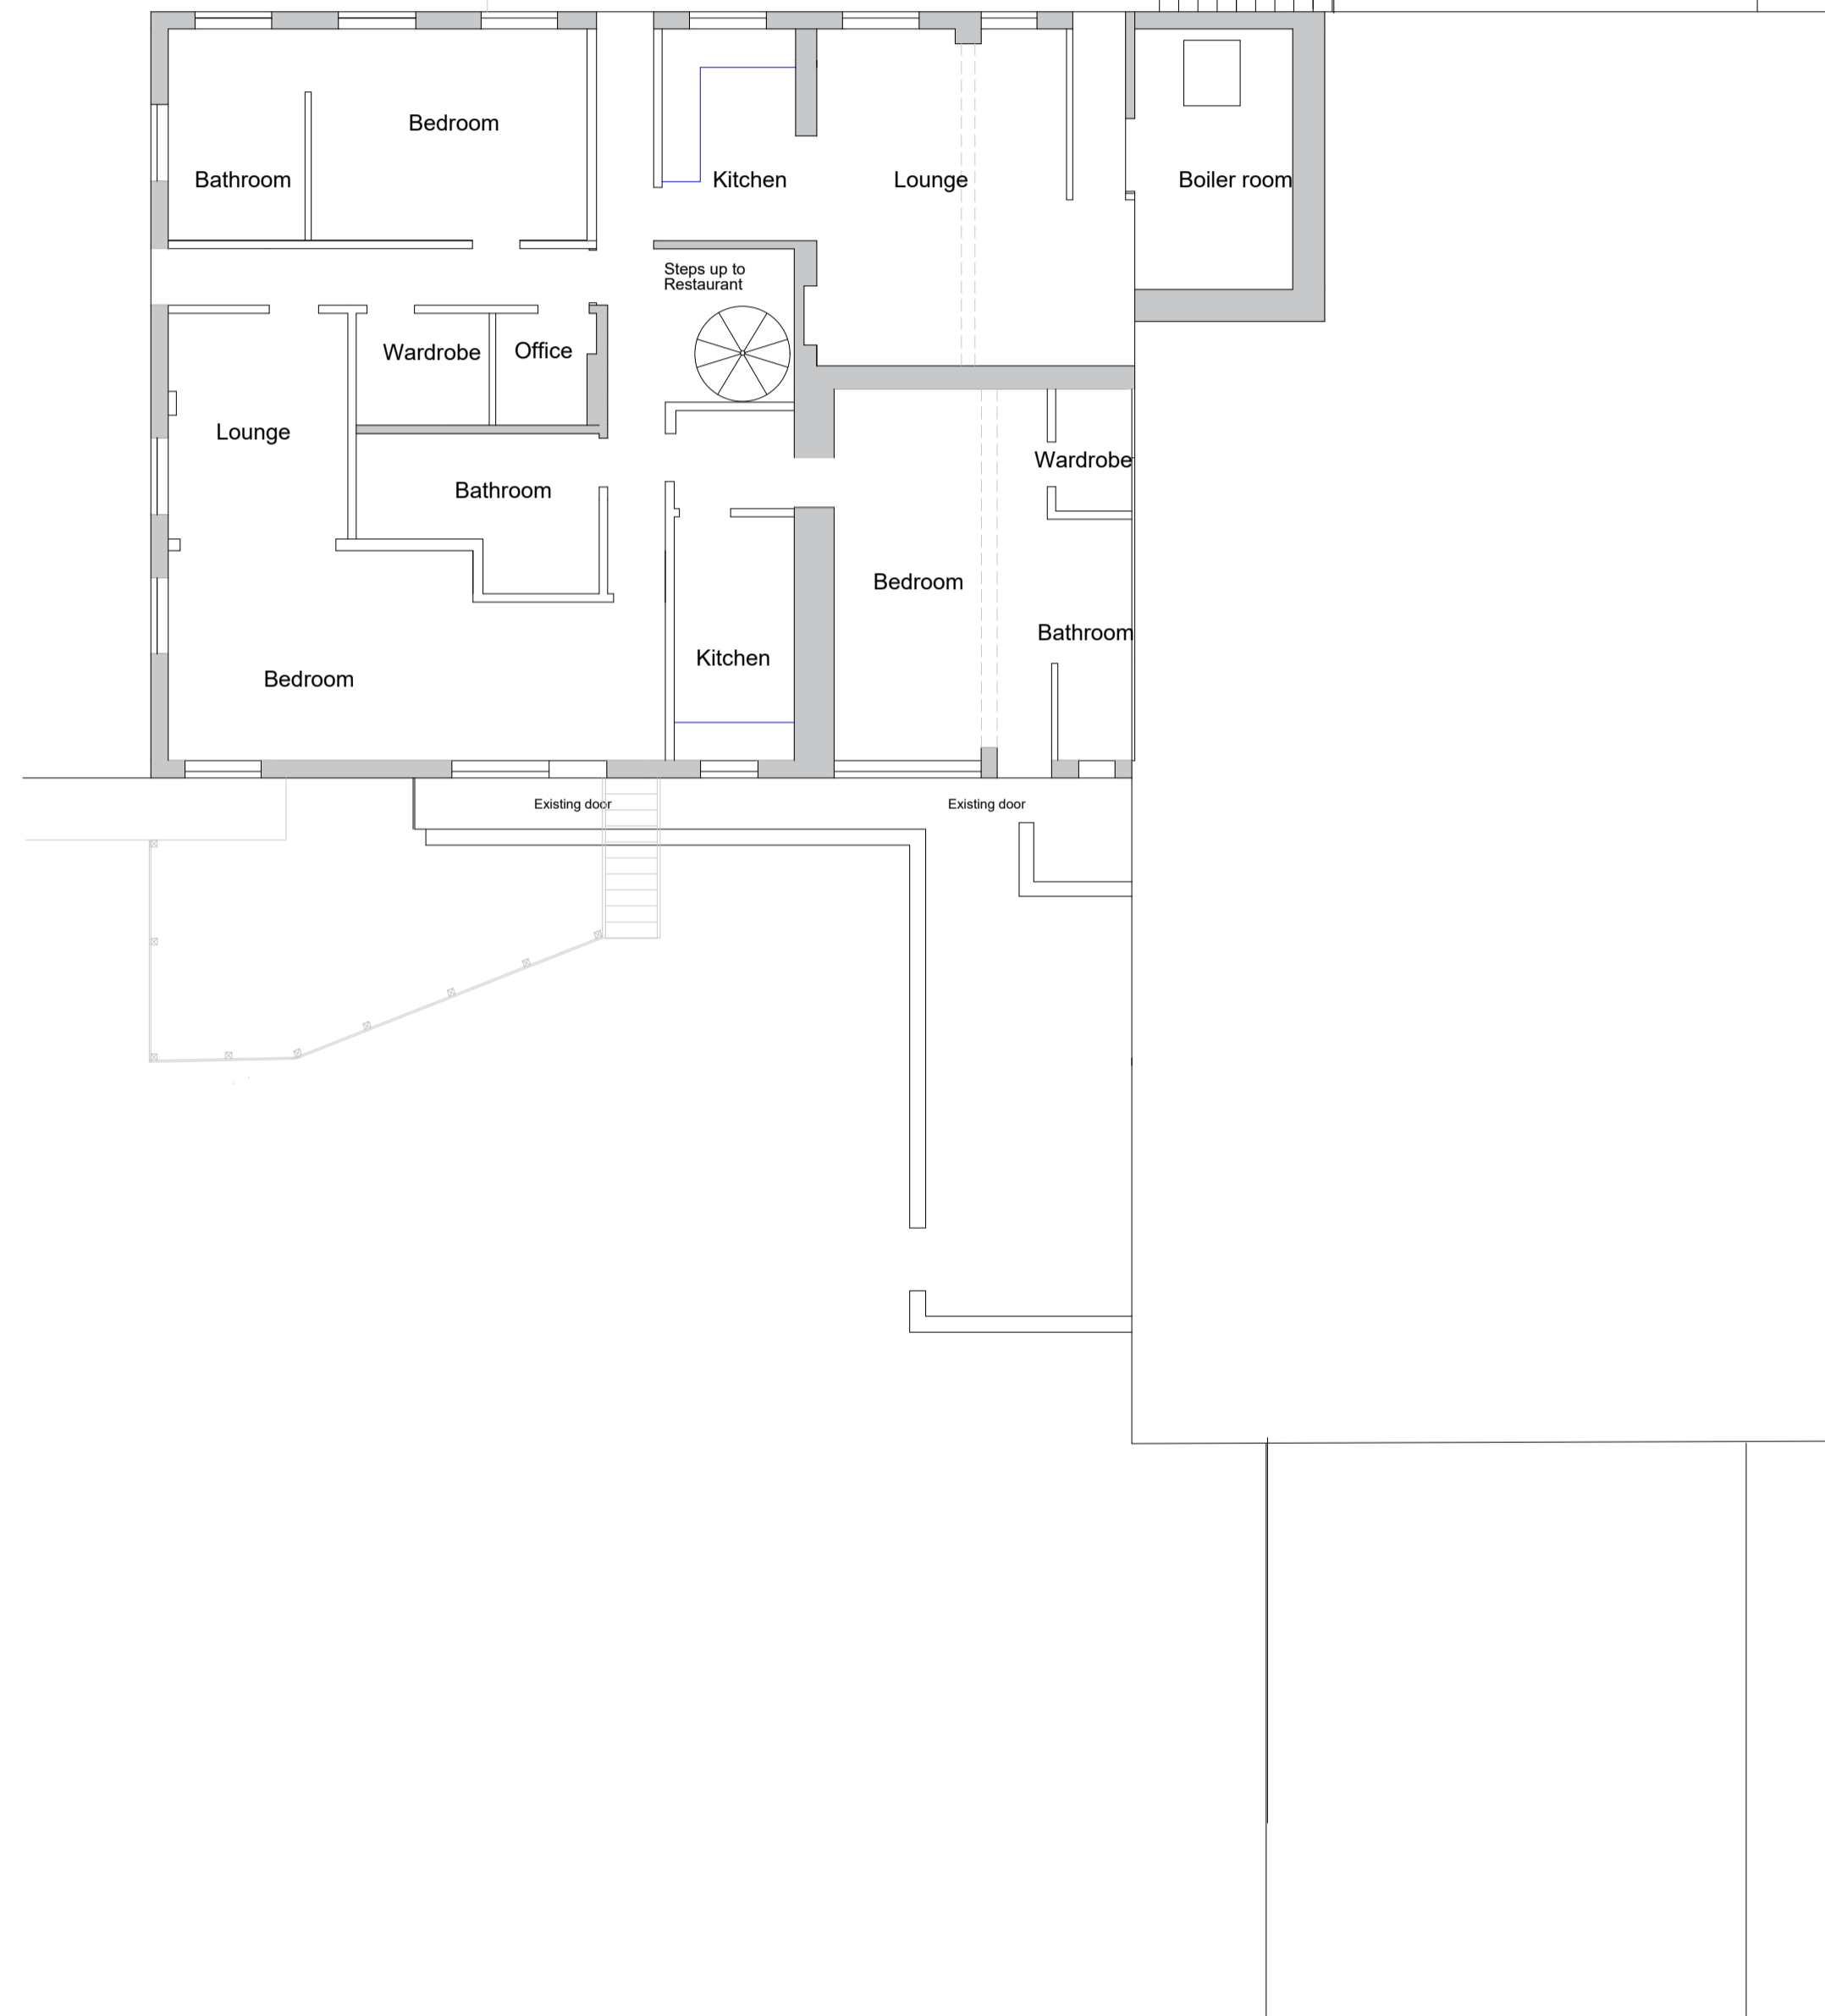 Bedroom
Bathroom
Kitchen
Lounge
Boiler room
Steps up to
Restaurant
Wardrobe
Office
Lounge
Wardrobe
Bathroom
Bedroom
Bathroom
Kitchen
Bedroom
Existing door
Existing door